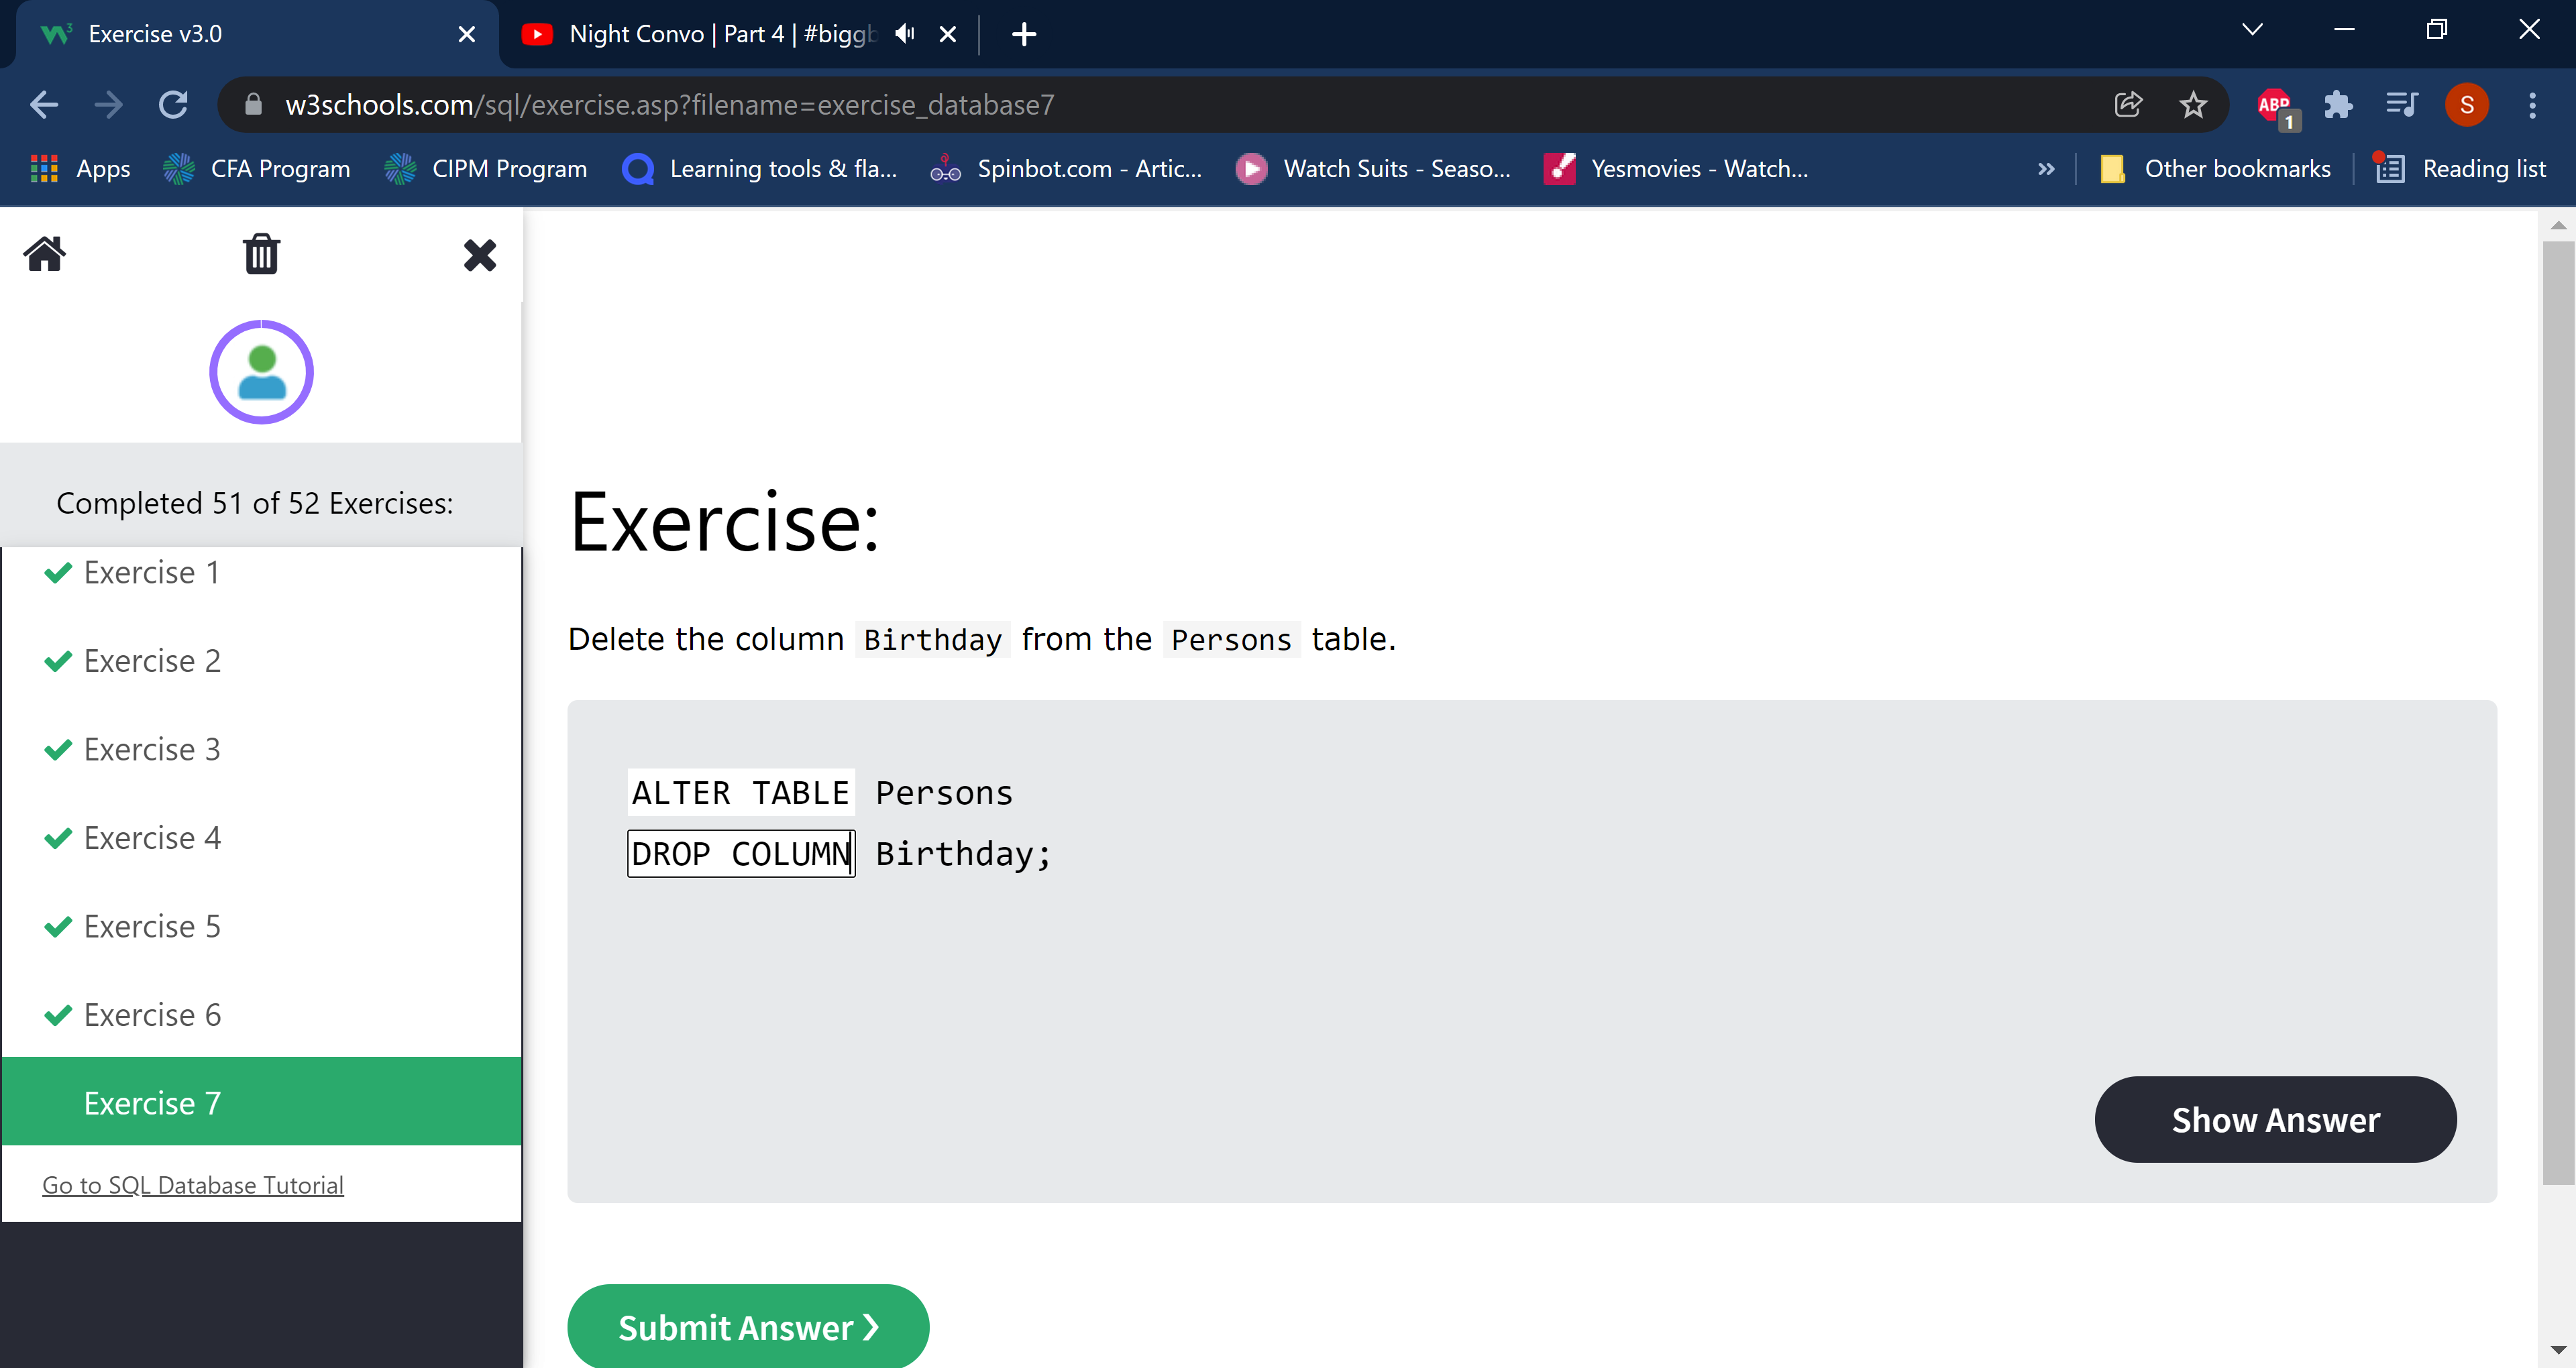 Exercise v3.0
Night Convo | Part 4 | #biggb
w3schools.com/sql/exercise.asp?filename=exercise_database7
ABP
1
S
Apps
CFA Program
CIPM Program
Learning tools & fla...
Spinbot.com - Artic...
Watch Suits - Seaso...
Yesmovies - Watch...
»
Other bookmarks
Reading list
Completed 51 of 52 Exercises:
Exercise 1
Exercise 2
Exercise 3
Exercise 4
Exercise 5
Exercise 6
Exercise 7
Go to SQL Database Tutorial
Exercise:
Delete the column Birthday from the Persons table.
ALTER TABLE Persons
DROP COLUMN Birthday;
Show Answer
Submit Answer ❯